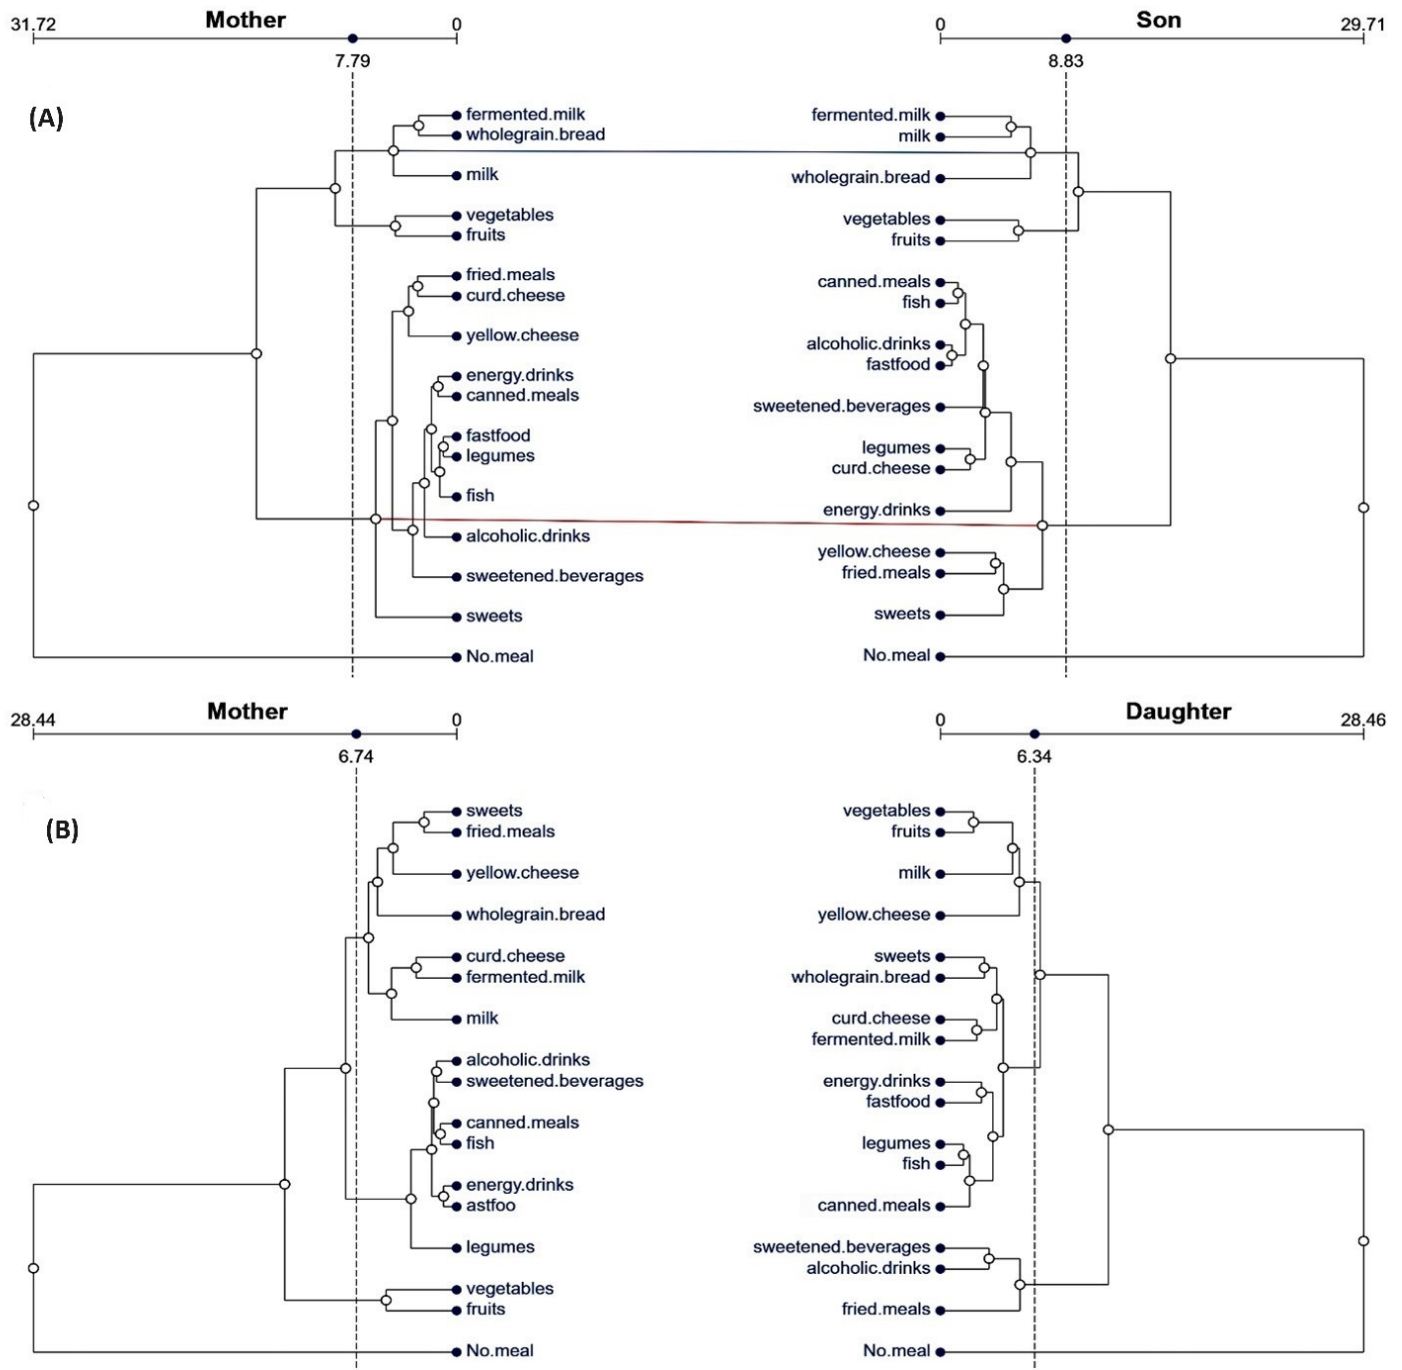 Mother Son
31.72 0 0 29.71
7.79 8.83
(A)
fermented.milk fermented.milk
wholegrain.bread milk
milk wholegrain.bread
vegetables vegetables
fruits fruits
fried.meals canned.meals
curd.cheese fish
yellow.cheese alcoholic.drinks
energy.drinks fastfood
canned.meals sweetened.beverages
fastfood legumes
legumes curd.cheese
fish energy.drinks
alcoholic.drinks yellow.cheese
sweetened.beverages fried.meals
sweets sweets
No.meal No.meal
Mother Daughter
28.44 0 0 28.46
6.74 6.34
(B)
sweets vegetables
fried.meals fruits
yellow.cheese milk
wholegrain.bread yellow.cheese
curd.cheese sweets
fermented.milk wholegrain.bread
milk curd.cheese
fermented.milk
alcoholic.drinks
sweetened.beverages energy.drinks
fastfood
canned.meals legumes
fish fish
energy.drinks
astfoo canned.meals
legumes sweetened.beverages
alcoholic.drinks
vegetables
fruits fried.meals
No.meal No.meal